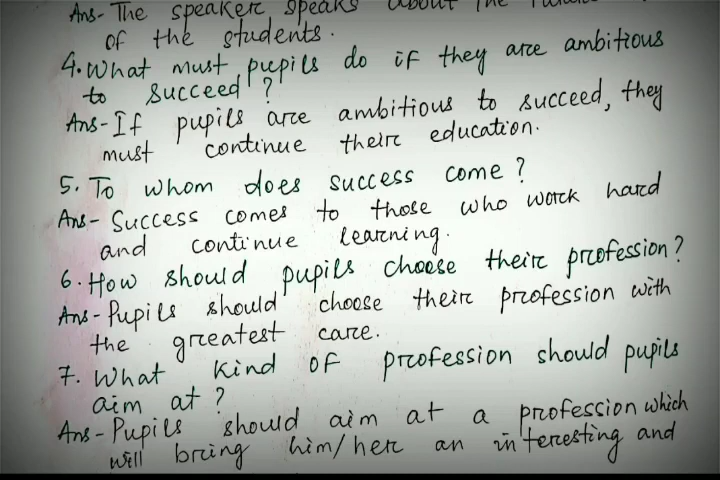 Ans- The speaker speaks about the
of the students.
4. What must pupils do if they are ambitious
to succeed?
Ans- If pupils are ambitious to succeed, they
must continue their education.
5. To whom does success come?
Ans- Success comes to those who work hard
and continue learning.
6. How should pupils choose their profession?
Ans- Pupils should choose their profession with
the greatest care.
7. What kind of profession should pupils
aim at?
Ans- Pupils should aim at a profession which
will bring him/her an interesting and